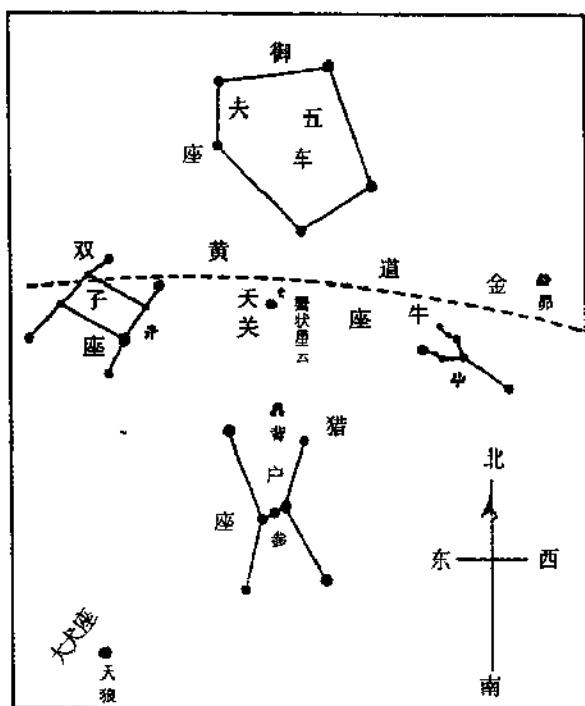 御夫座
五车
双子座
井
黄道
金牛座
昴
毕
天关
蟹状星云
觜
猎户座
参
大犬座
天狼
北
东 西
南